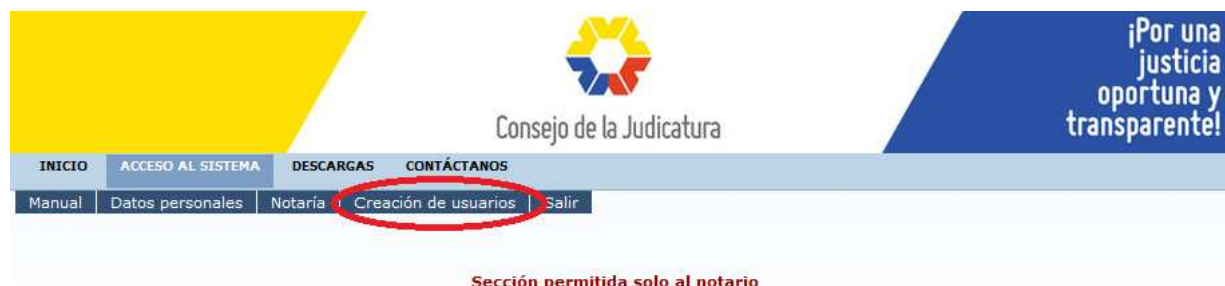 ¡Por una
justicia
oportuna y
transparente!
Consejo de la Judicatura
INICIO ACCESO AL SISTEMA DESCARGAS CONTÁCTANOS
Manual Datos personales Notaría Creación de usuarios Salir
Sección permitida solo al notario